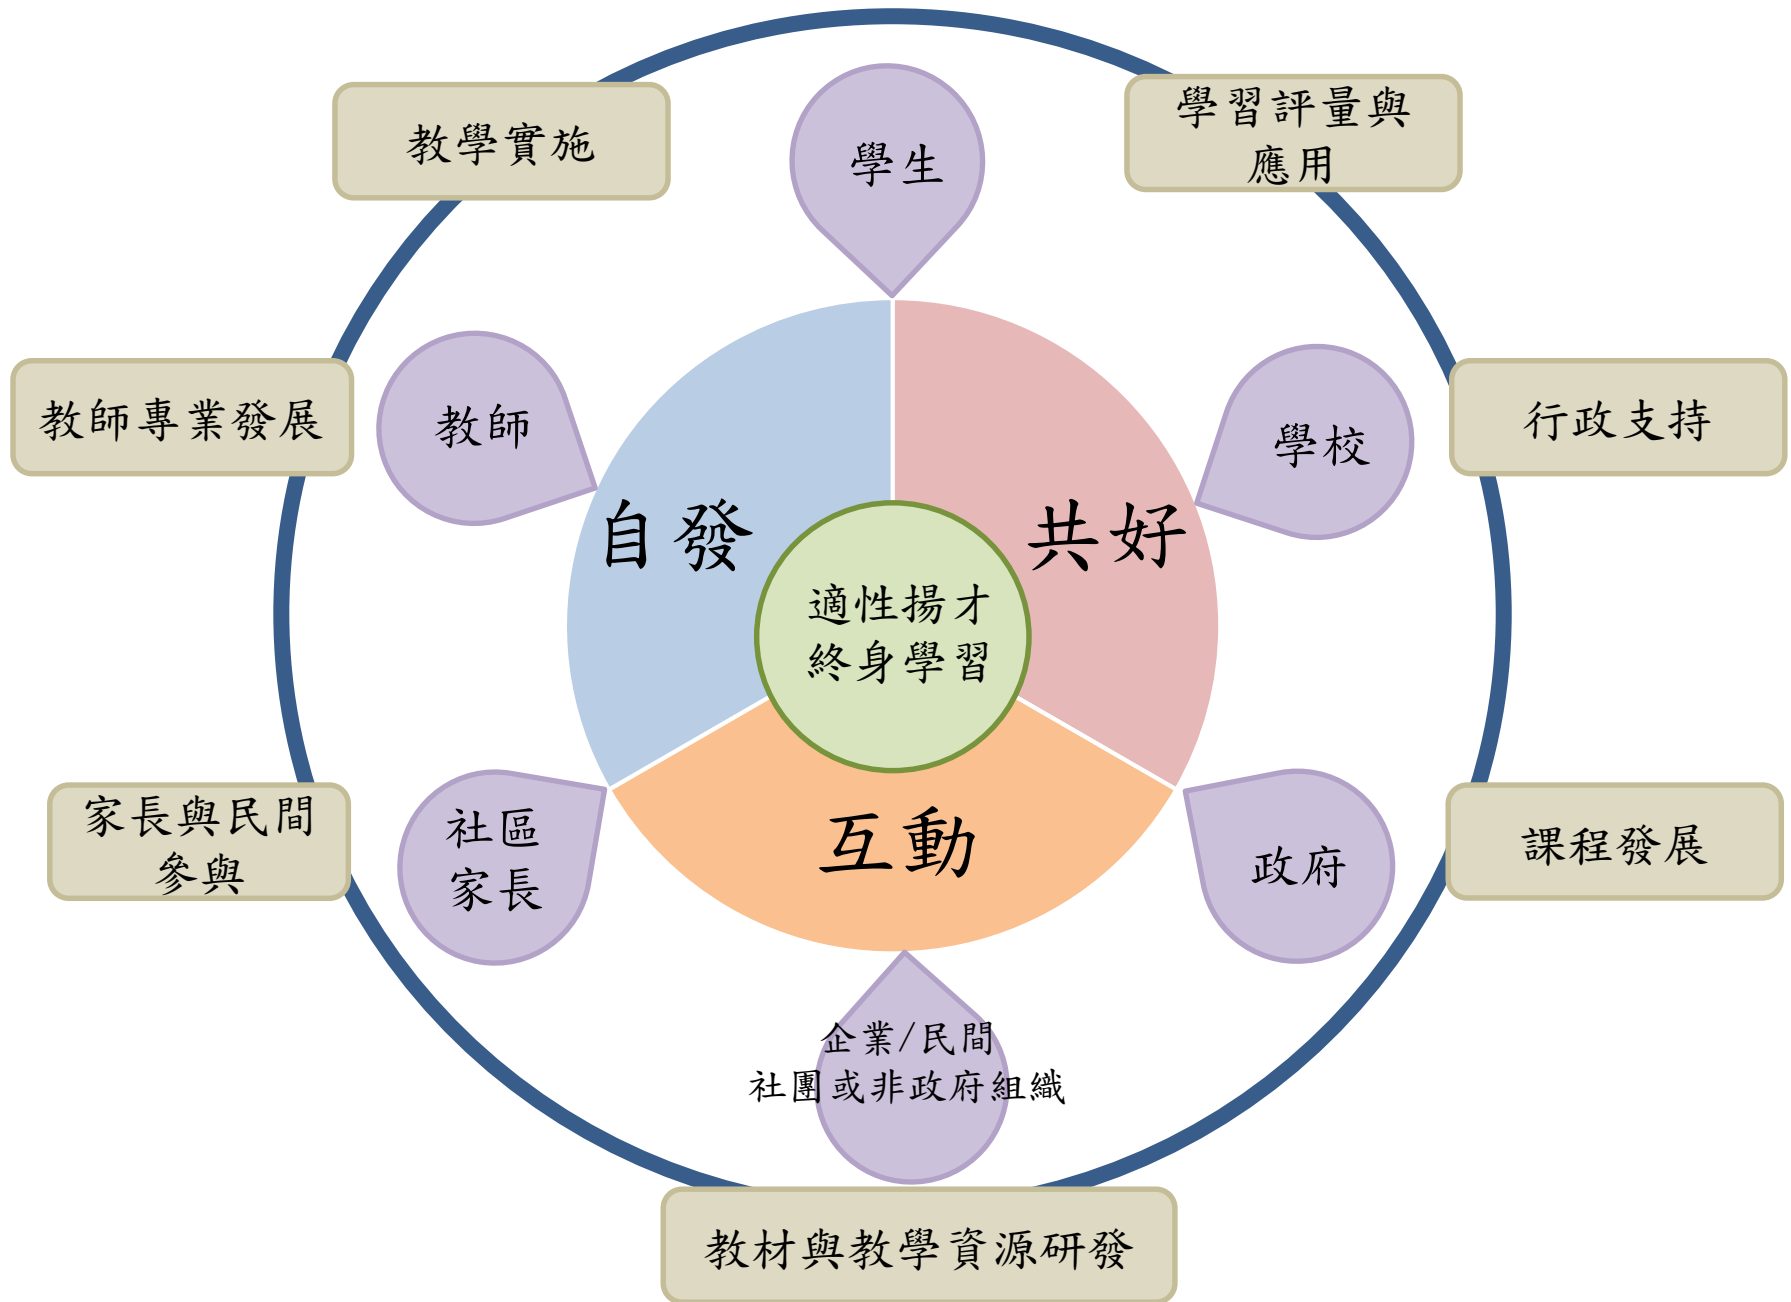 教學實施
學習評量與
應用
學生
教師專業發展
教師
學校
行政支持
自發
共好
適性揚才
終身學習
互動
家長與民間
參與
社區
家長
政府
課程發展
企業/民間
社團或非政府組織
教材與教學資源研發